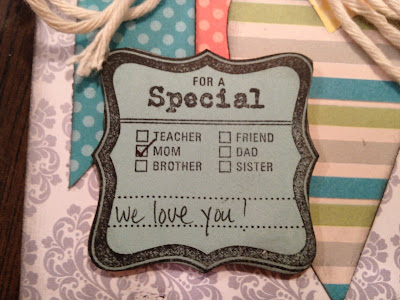 FOR A
Special
☐ TEACHER ☐ FRIEND
☑ MOM ☐ DAD
☐ BROTHER ☐ SISTER
We love you!